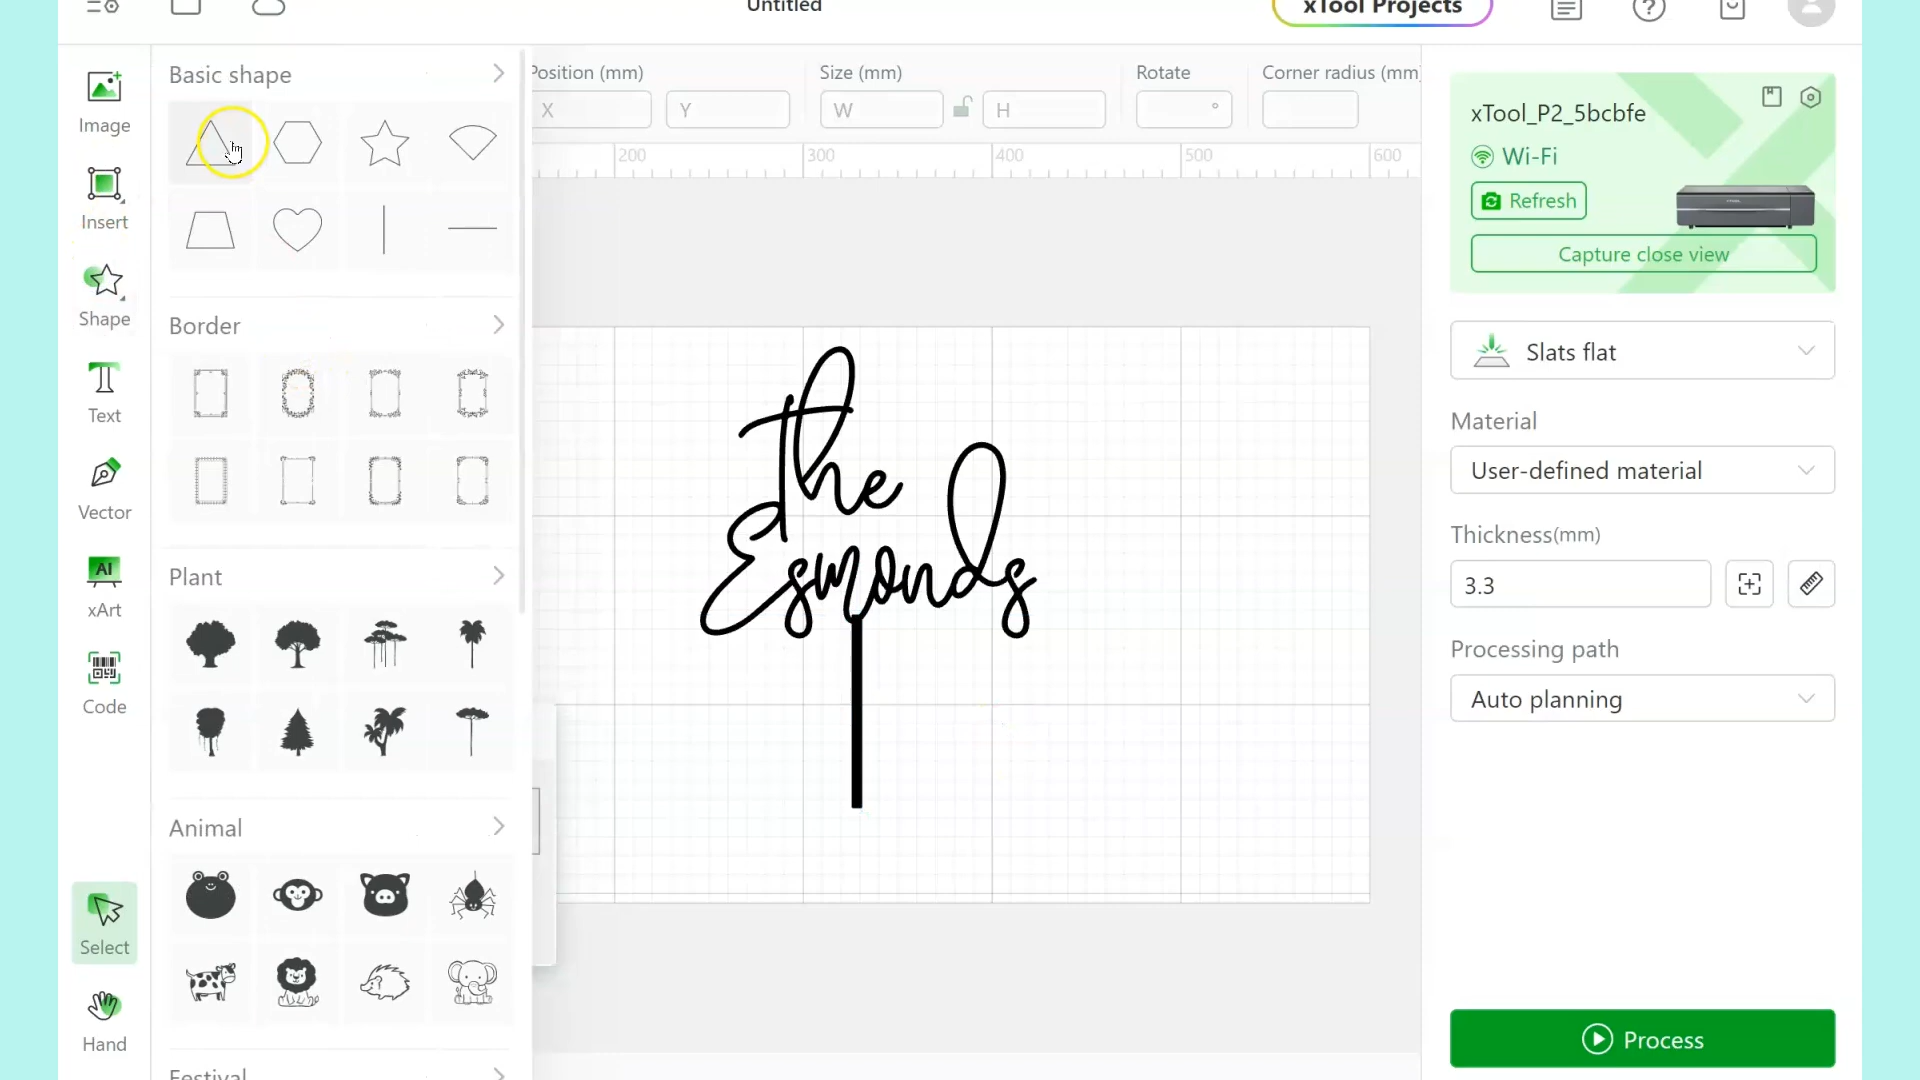 Untitled
xTool Projects
Basic shape
Position (mm)
Size (mm)
Rotate
Corner radius (mm
X
Y
W
H
°
200
300
400
500
600
Image
Insert
Shape
Text
Vector
AI
xArt
Code
Select
Hand
Border
Plant
Animal
Festival
the
Esmonds
xTool_P2_5bcbfe
Wi-Fi
Refresh
Capture close view
Slats flat
Material
User-defined material
Thickness(mm)
3.3
Processing path
Auto planning
Process